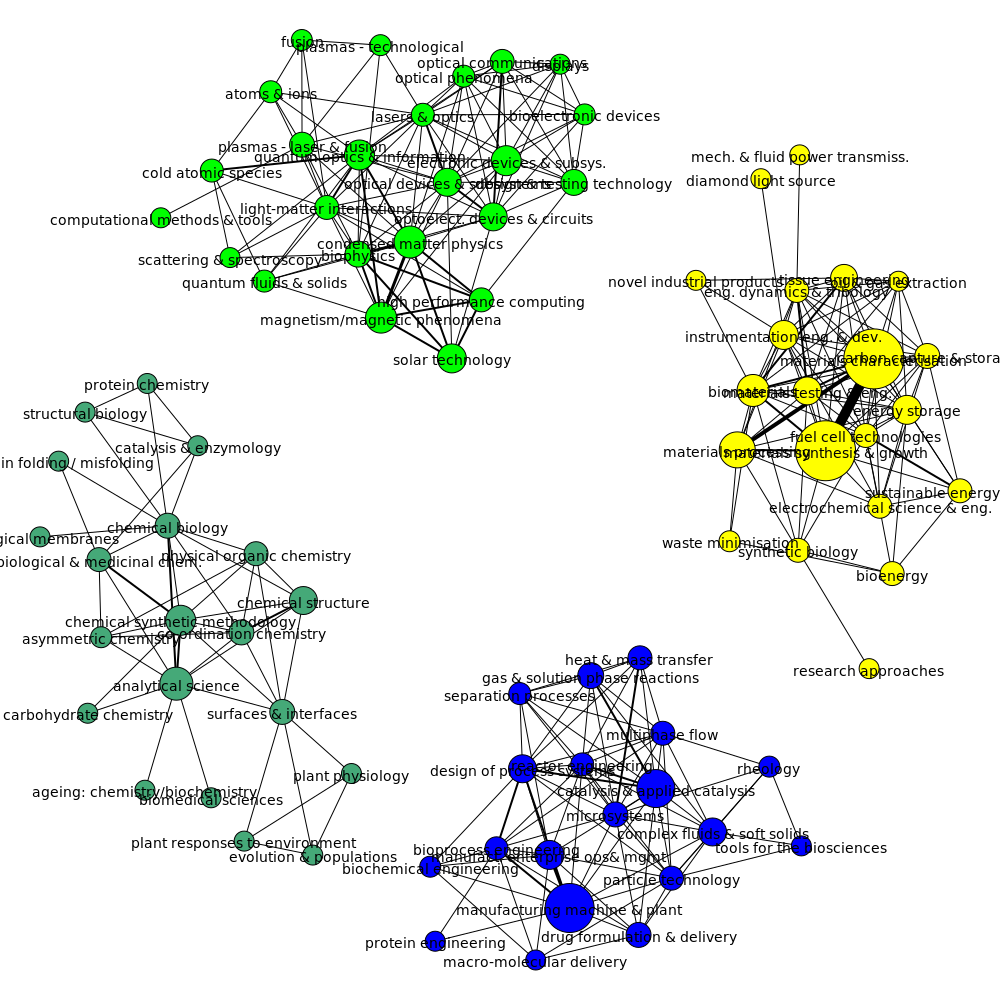 fusion
plasmas - technological
optical communications
displays
optical phenomena
atoms & ions
lasers & optics
bioelectronic devices
plasmas - laser & fusion
quantum optics & information
electronic devices & subsys.
cold atomic species
optical devices & subsystems
design & testing technology
light-matter interactions
computational methods & tools
optoelect. devices & circuits
condensed matter physics
scattering & spectroscopy
biophysics
quantum fluids & solids
high performance computing
magnetism/magnetic phenomena
solar technology
mech. & fluid power transmiss.
diamond light source
novel industrial products
tissue engineering
oil & gas extraction
eng. dynamics & tribology
instrumentation eng. & dev.
materials characterisation
carbon capture & stora
biomaterials
materials testing & eng.
energy storage
fuel cell technologies
materials processing
materials synthesis & growth
sustainable energy
electrochemical science & eng.
waste minimisation
synthetic biology
bioenergy
research approaches
protein chemistry
structural biology
catalysis & enzymology
in folding / misfolding
chemical biology
gical membranes
physical organic chemistry
biological & medicinal chem.
chemical structure
chemical synthetic methodology
co-ordination chemistry
asymmetric chemistry
analytical science
carbohydrate chemistry
surfaces & interfaces
plant physiology
ageing: chemistry/biochemistry
biomedical sciences
plant responses to environment
evolution & populations
heat & mass transfer
gas & solution phase reactions
separation processes
multiphase flow
reactor engineering
design of process systems
rheology
catalysis & applied catalysis
microsystems
complex fluids & soft solids
tools for the biosciences
bioprocess engineering
manufact. enterprise ops& mgmt
biochemical engineering
particle technology
manufacturing machine & plant
drug formulation & delivery
protein engineering
macro-molecular delivery